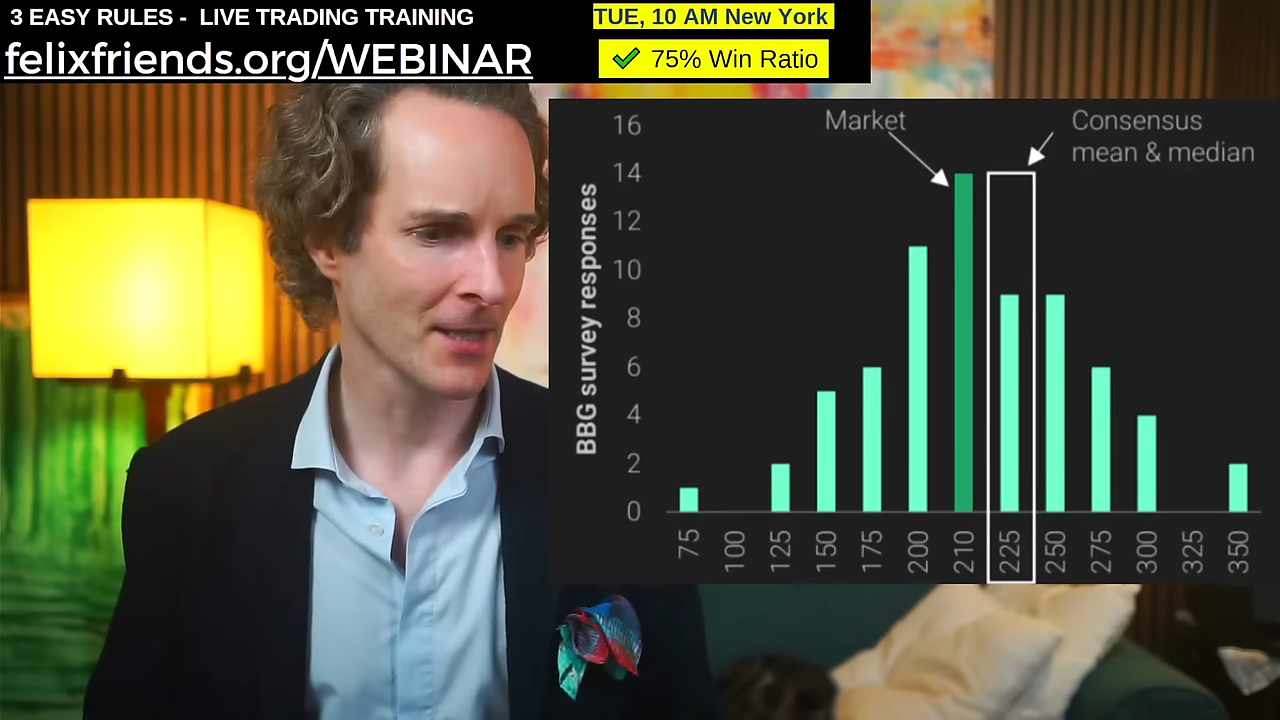 3 EASY RULES - LIVE TRADING TRAINING
TUE, 10 AM New York
felixfriends.org/WEBINAR
75% Win Ratio
Market
Consensus
mean & median
BBG survey responses
16
14
12
10
8
6
4
2
0
75 100 125 150 175 200 210 225 250 275 300 325 350